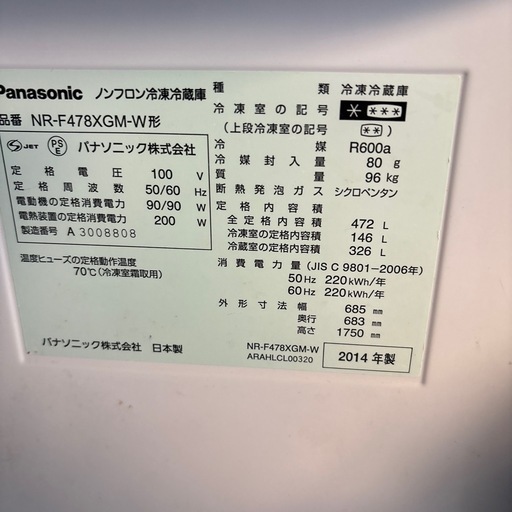 Panasonic ノンフロン冷凍冷蔵庫
品番 NR-F478XGM-W形
JET PSE パナソニック株式会社
定格電圧 100 V
定格周波数 50/60 Hz
電動機の定格消費電力 90/90 W
電熱装置の定格消費電力 200 W
製造番号 A 3008808
温度ヒューズの定格動作温度
70℃(冷凍室霜取用)
パナソニック株式会社 日本製
種類 冷凍冷蔵庫
冷凍室の記号 * ***
(上段冷凍室の記号 ** )
冷媒 R600a
冷媒封入量 80 g
質量 96 kg
断熱発泡ガス シクロペンタン
定格内容積
全定格内容積 472 L
冷凍室の定格内容積 146 L
冷蔵室の定格内容積 326 L
消費電力量(JIS C 9801-2006年)
50Hz 220kWh/年
60Hz 220kWh/年
外形寸法 幅 685 mm
奥行 683 mm
高さ 1750 mm
NR-F478XGM-W
ARAHLCL00320
2014年製